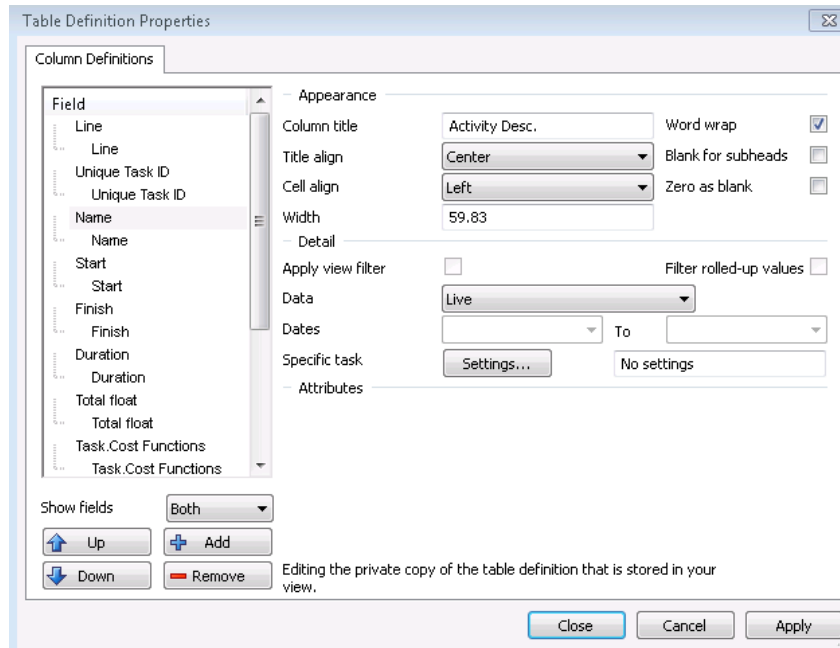 Table Definition Properties
Column Definitions
Field
Line
Line
Unique Task ID
Unique Task ID
Name
Name
Start
Start
Finish
Finish
Duration
Duration
Total float
Total float
Task.Cost Functions
Task.Cost Functions
Show fields Both
Up Add
Down Remove
Appearance
Column title Activity Desc. Word wrap
Title align Center Blank for subheads
Cell align Left Zero as blank
Width 59.83
Detail
Apply view filter Filter rolled-up values
Data Live
Dates To
Specific task Settings... No settings
Attributes
Editing the private copy of the table definition that is stored in your
view.
Close Cancel Apply